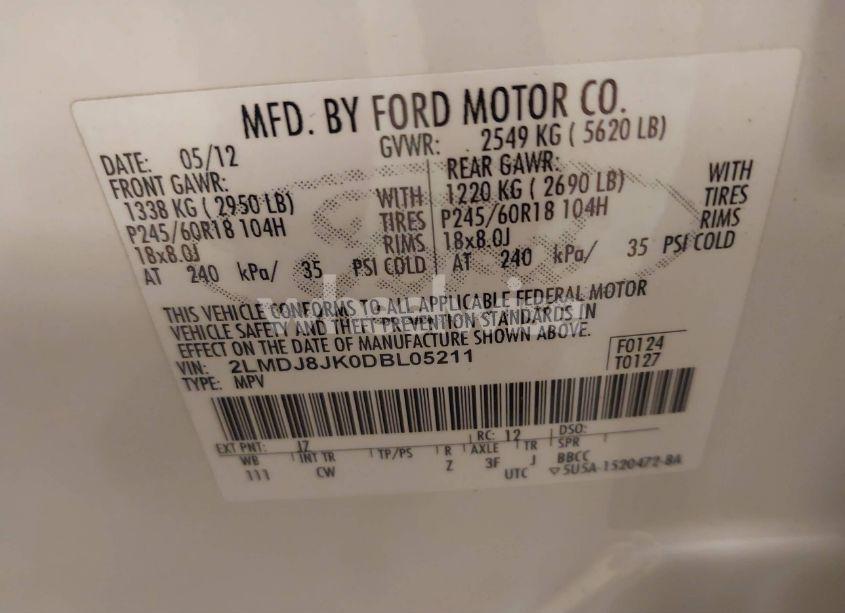 MFD. BY FORD MOTOR CO.
DATE: 05/12 GVWR: 2549 KG ( 5620 LB)
FRONT GAWR: REAR GAWR:
1338 KG ( 2950 LB) WITH 1220 KG ( 2690 LB) WITH
P245/60R18 104H TIRES P245/60R18 104H TIRES
18x8.0J RIMS 18x8.0J RIMS
AT 240 kPa/ 35 PSI COLD AT 240 kPa/ 35 PSI COLD
THIS VEHICLE CONFORMS TO ALL APPLICABLE FEDERAL MOTOR
VEHICLE SAFETY AND THEFT PREVENTION STANDARDS IN
EFFECT ON THE DATE OF MANUFACTURE SHOWN ABOVE.
VIN: 2LMDJ8JK0DBL05211 F0124
TYPE: MPV T0127
EXT PNT: JZ RC: 12 DSO:
WB INT TR TP/PS R AXLE TR SPR
111 CW Z 3F J BBCC
UTC ▽5U5A-1520472-BA